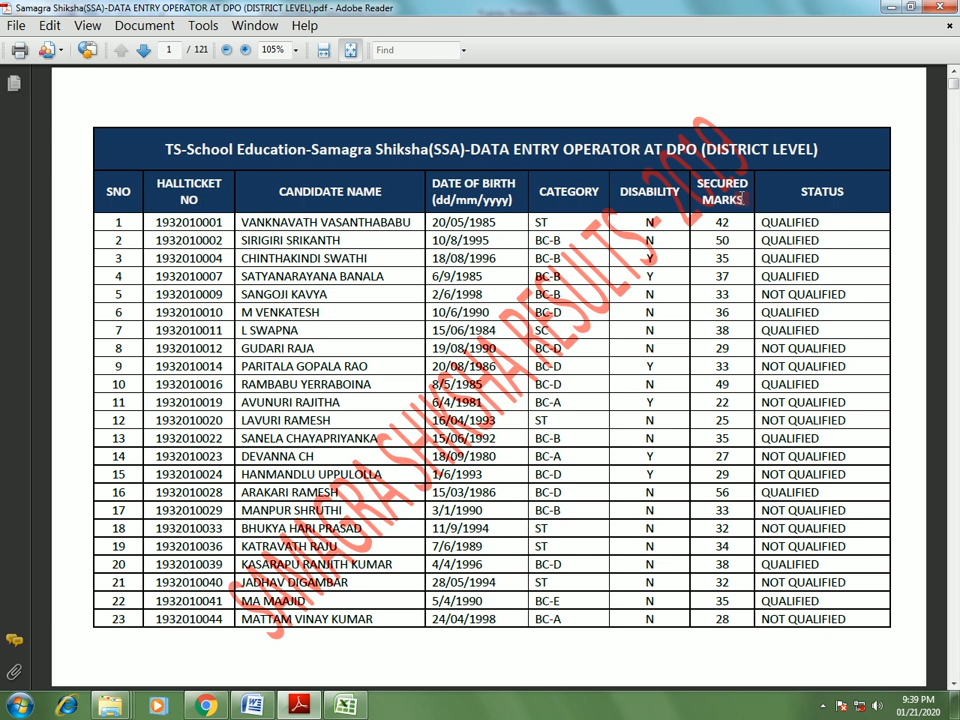 Samagra Shiksha(SSA)-DATA ENTRY OPERATOR AT DPO (DISTRICT LEVEL).pdf - Adobe Reader
File Edit View Document Tools Window Help
1 / 121 105% Find
TS-School Education-Samagra Shiksha(SSA)-DATA ENTRY OPERATOR AT DPO (DISTRICT LEVEL)
SNO HALLTICKET NO CANDIDATE NAME DATE OF BIRTH (dd/mm/yyyy) CATEGORY DISABILITY SECURED MARKS STATUS
1 1932010001 VANKNAVATH VASANTHABABU 20/05/1985 ST N 42 QUALIFIED
2 1932010002 SIRIGIRI SRIKANTH 10/8/1995 BC-B N 50 QUALIFIED
3 1932010004 CHINTHAKINDI SWATHI 18/08/1996 BC-B Y 35 QUALIFIED
4 1932010007 SATYANARAYANA BANALA 6/9/1985 BC-B Y 37 QUALIFIED
5 1932010009 SANGOJI KAVYA 2/6/1998 BC-B N 33 NOT QUALIFIED
6 1932010010 M VENKATESH 10/6/1990 BC-D N 36 QUALIFIED
7 1932010011 L SWAPNA 15/06/1984 SC N 38 QUALIFIED
8 1932010012 GUDARI RAJA 19/08/1990 BC-D N 29 NOT QUALIFIED
9 1932010014 PARITALA GOPALA RAO 20/08/1986 BC-D Y 33 NOT QUALIFIED
10 1932010016 RAMBABU YERRABOINA 8/5/1985 BC-D N 49 QUALIFIED
11 1932010019 AVUNURI RAJITHA 6/4/1981 BC-A Y 22 NOT QUALIFIED
12 1932010020 LAVURI RAMESH 16/04/1993 ST N 25 NOT QUALIFIED
13 1932010022 SANELA CHAYAPRIYANKA 15/06/1992 BC-B N 35 QUALIFIED
14 1932010023 DEVANNA CH 18/09/1980 BC-A Y 27 NOT QUALIFIED
15 1932010024 HANMANDLU UPPULOLLA 1/6/1993 BC-D Y 29 NOT QUALIFIED
16 1932010028 ARAKARI RAMESH 15/03/1986 BC-D N 56 QUALIFIED
17 1932010029 MANPUR SHRUTHI 3/1/1990 BC-B N 33 NOT QUALIFIED
18 1932010033 BHUKYA HARI PRASAD 11/9/1994 ST N 32 NOT QUALIFIED
19 1932010036 KATRAVATH RAJU 7/6/1989 ST N 34 NOT QUALIFIED
20 1932010039 KASARAPU RANJITH KUMAR 4/4/1996 BC-D N 38 QUALIFIED
21 1932010040 JADHAV DIGAMBAR 28/05/1994 ST N 32 NOT QUALIFIED
22 1932010041 MA MAAJID 5/4/1990 BC-E N 35 QUALIFIED
23 1932010044 MATTAM VINAY KUMAR 24/04/1998 BC-A N 28 NOT QUALIFIED
SAMAGRA SHIKSHA RESULTS - 2019
9:39 PM
01/21/2020